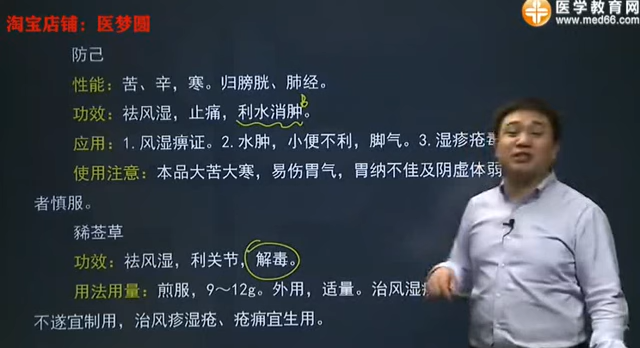 淘宝店铺：医梦圆
医学教育网
www.med66.com
防己
性能：苦、辛，寒。归膀胱、肺经。
功效：祛风湿，止痛，利水消肿。
应用：1.风湿痹证。2.水肿，小便不利，脚气。3.湿疹疮毒
使用注意：本品大苦大寒，易伤胃气，胃纳不佳及阴虚体弱
者慎服。
豨莶草
功效：祛风湿，利关节，解毒。
用法用量：煎服，9～12g。外用，适量。治风湿
不遂宜制用，治风疹湿疮、疮痈宜生用。